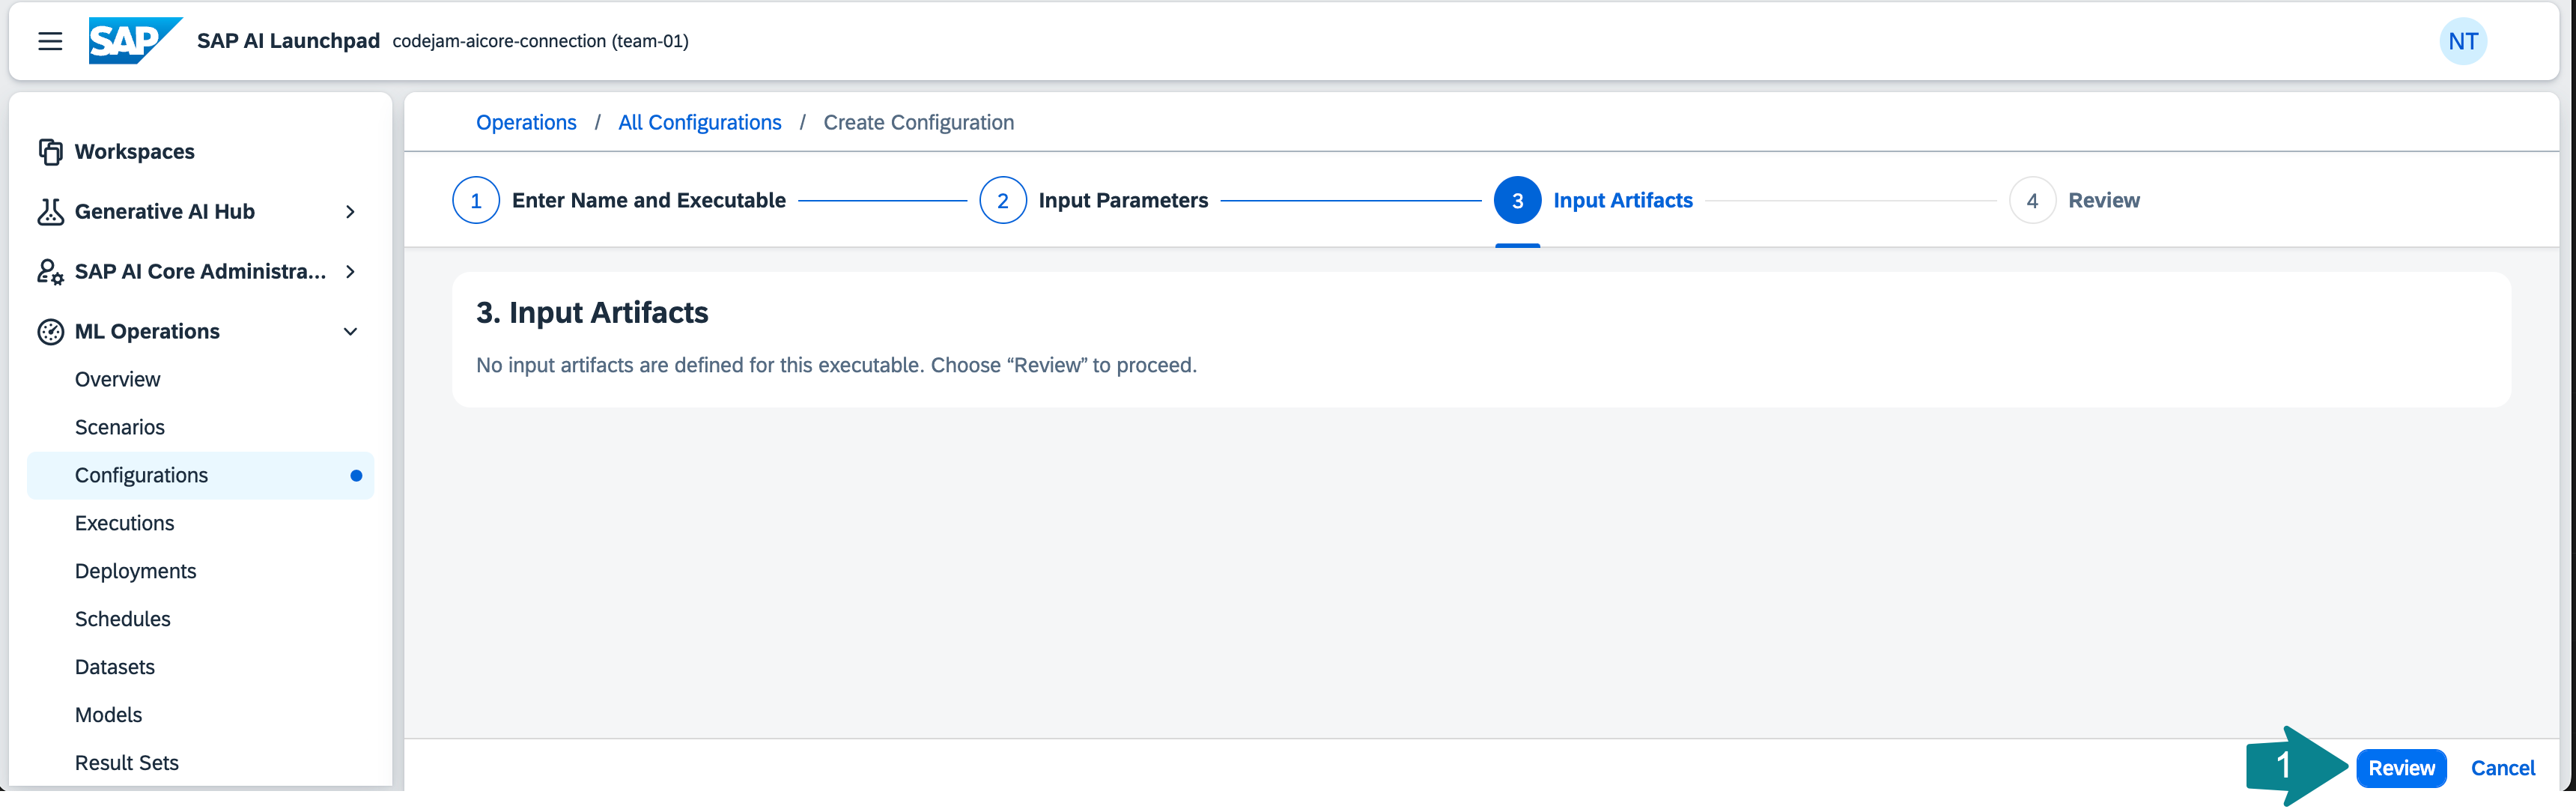 SAP SAP AI Launchpad codejam-aicore-connection (team-01) NT
Workspaces
Generative AI Hub
SAP AI Core Administra...
ML Operations
Overview
Scenarios
Configurations
Executions
Deployments
Schedules
Datasets
Models
Result Sets
Operations / All Configurations / Create Configuration
1 Enter Name and Executable 2 Input Parameters 3 Input Artifacts 4 Review
3. Input Artifacts
No input artifacts are defined for this executable. Choose “Review” to proceed.
1 Review Cancel